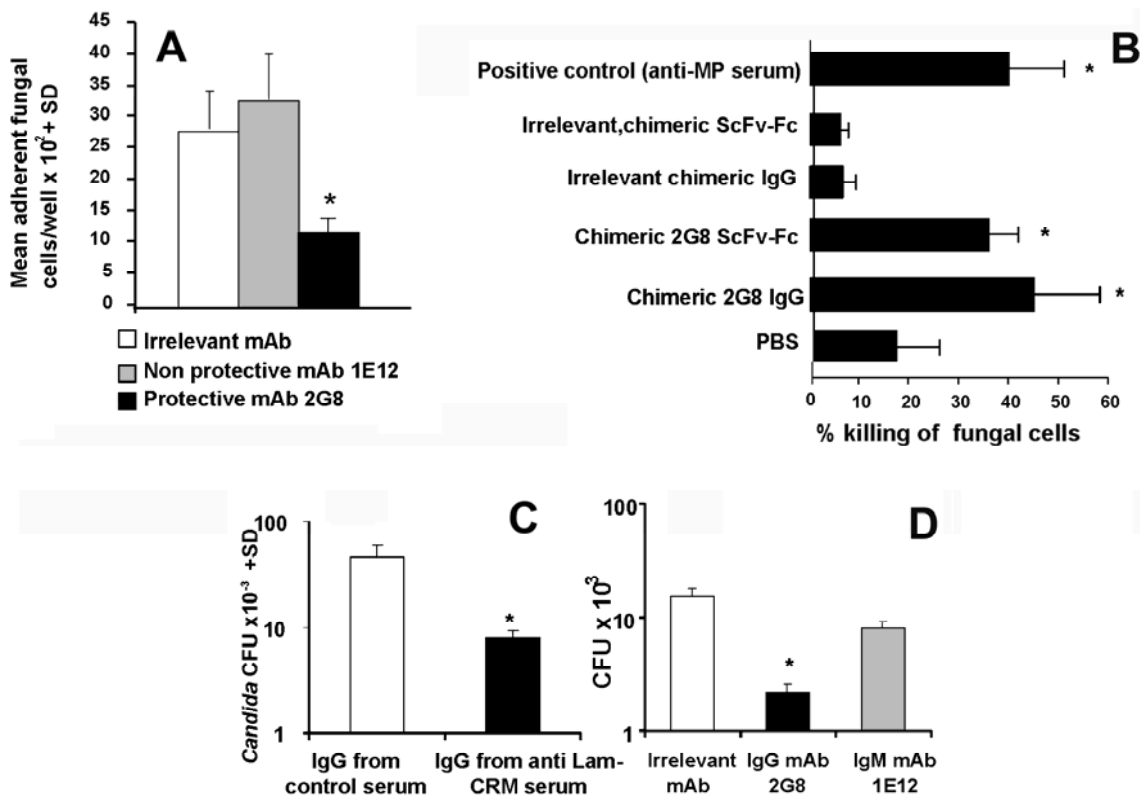 A
Mean adherent fungal
cells/well x 10² + SD
45
40
35
30
25
20
15
10
5
0
*
Irrelevant mAb
Non protective mAb 1E12
Protective mAb 2G8
B
Positive control (anti-MP serum)
*
Irrelevant,chimeric ScFv-Fc
Irrelevant chimeric IgG
Chimeric 2G8 ScFv-Fc
*
Chimeric 2G8 IgG
*
PBS
0 10 20 30 40 50 60
% killing of fungal cells
C
Candida CFU x10⁻³ +SD
100
10
1
*
IgG from
control serum
IgG from anti Lam-
CRM serum
D
CFU x 10³
100
10
1
*
Irrelevant
mAb
IgG mAb
2G8
IgM mAb
1E12